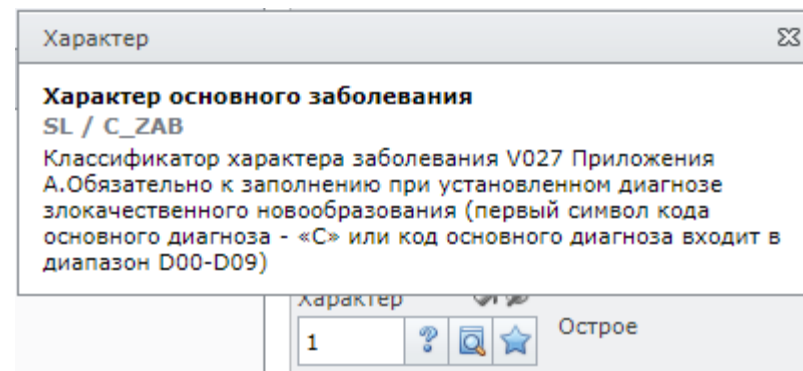 Характер
Характер основного заболевания
SL / C_ZAB
Классификатор характера заболевания V027 Приложения
А.Обязательно к заполнению при установленном диагнозе
злокачественного новообразования (первый символ кода
основного диагноза - «С» или код основного диагноза входит в
диапазон D00-D09)
Характер
1 Острое